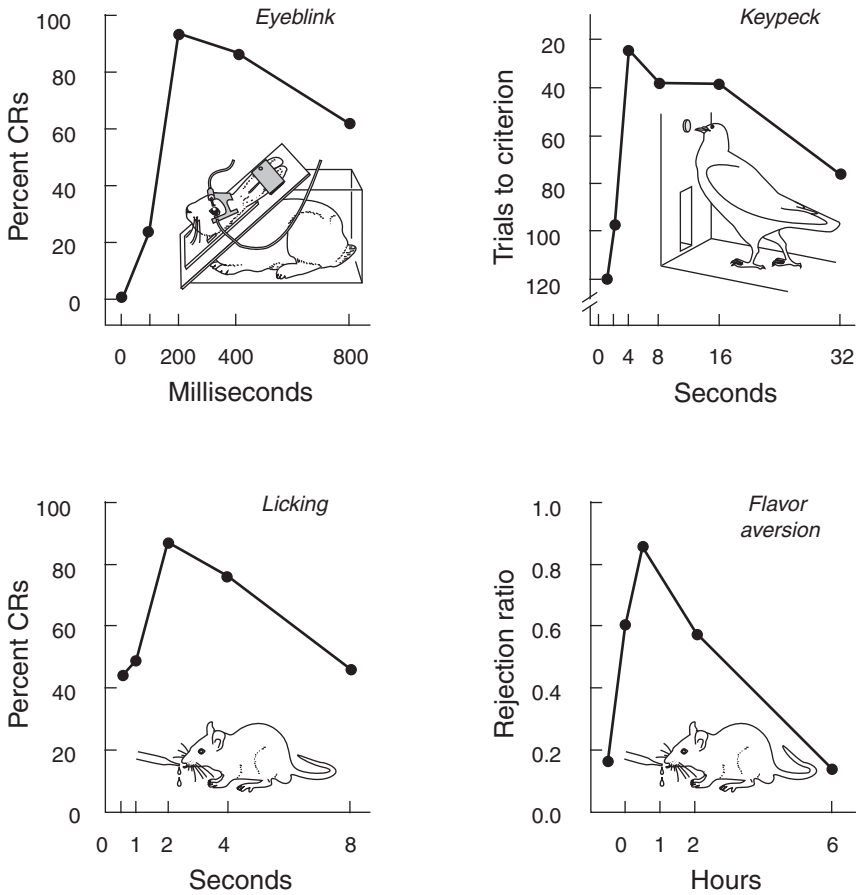 Eyeblink
Percent CRs
100
80
60
40
20
0
0 200 400 800
Milliseconds
Keypeck
Trials to criterion
20
40
60
80
100
120
0 4 8 16 32
Seconds
Licking
Percent CRs
100
80
60
40
20
0
0 1 2 4 8
Seconds
Flavor
aversion
Rejection ratio
1.0
0.8
0.6
0.4
0.2
0.0
0 1 2 6
Hours